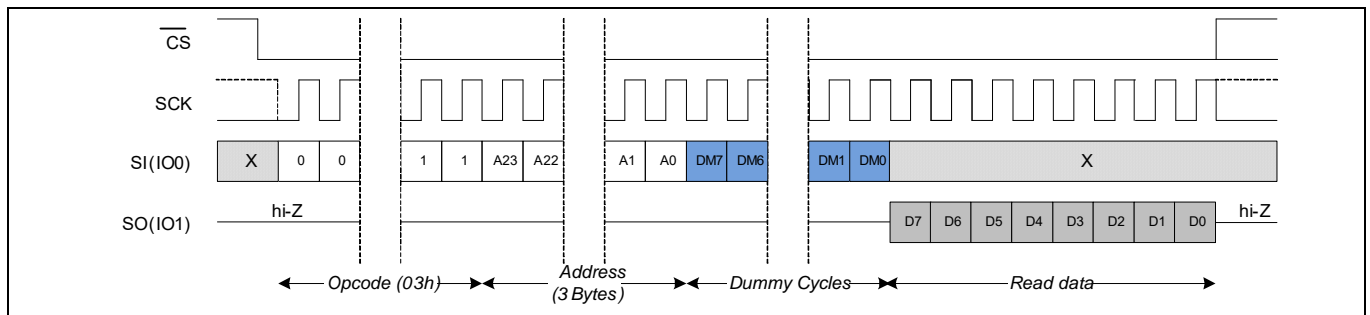 CS
SCK
SI(IO0) X 0 0 1 1 A23 A22 A1 A0 DM7 DM6 DM1 DM0 X
hi-Z hi-Z
SO(IO1) D7 D6 D5 D4 D3 D2 D1 D0
Opcode (03h) Address (3 Bytes) Dummy Cycles Read data